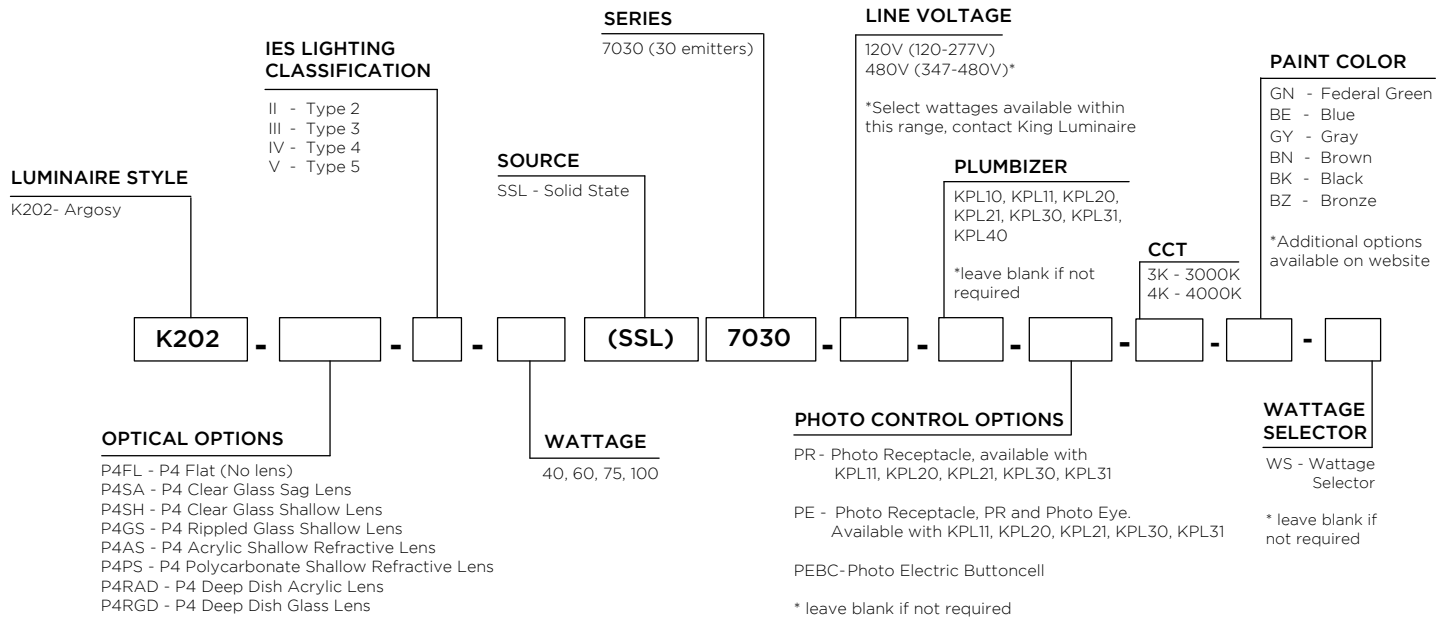 SERIES
7030 (30 emitters)
LINE VOLTAGE
120V (120-277V)
480V (347-480V)*
*Select wattages available within
this range, contact King Luminaire
IES LIGHTING
CLASSIFICATION
II - Type 2
III - Type 3
IV - Type 4
V - Type 5
PAINT COLOR
GN - Federal Green
BE - Blue
GY - Gray
BN - Brown
BK - Black
BZ - Bronze
*Additional options
available on website
SOURCE
SSL - Solid State
PLUMBIZER
KPL10, KPL11, KPL20,
KPL21, KPL30, KPL31,
KPL40
*leave blank if not
required
LUMINAIRE STYLE
K202- Argosy
CCT
3K - 3000K
4K - 4000K
K202 - - - (SSL) 7030 - - - - - -
OPTICAL OPTIONS
P4FL - P4 Flat (No lens)
P4SA - P4 Clear Glass Sag Lens
P4SH - P4 Clear Glass Shallow Lens
P4GS - P4 Rippled Glass Shallow Lens
P4AS - P4 Acrylic Shallow Refractive Lens
P4PS - P4 Polycarbonate Shallow Refractive Lens
P4RAD - P4 Deep Dish Acrylic Lens
P4RGD - P4 Deep Dish Glass Lens
WATTAGE
40, 60, 75, 100
PHOTO CONTROL OPTIONS
PR - Photo Receptacle, available with
KPL11, KPL20, KPL21, KPL30, KPL31
PE - Photo Receptacle, PR and Photo Eye.
Available with KPL11, KPL20, KPL21, KPL30, KPL31
PEBC-Photo Electric Buttoncell
* leave blank if not required
WATTAGE
SELECTOR
WS - Wattage
Selector
* leave blank if
not required